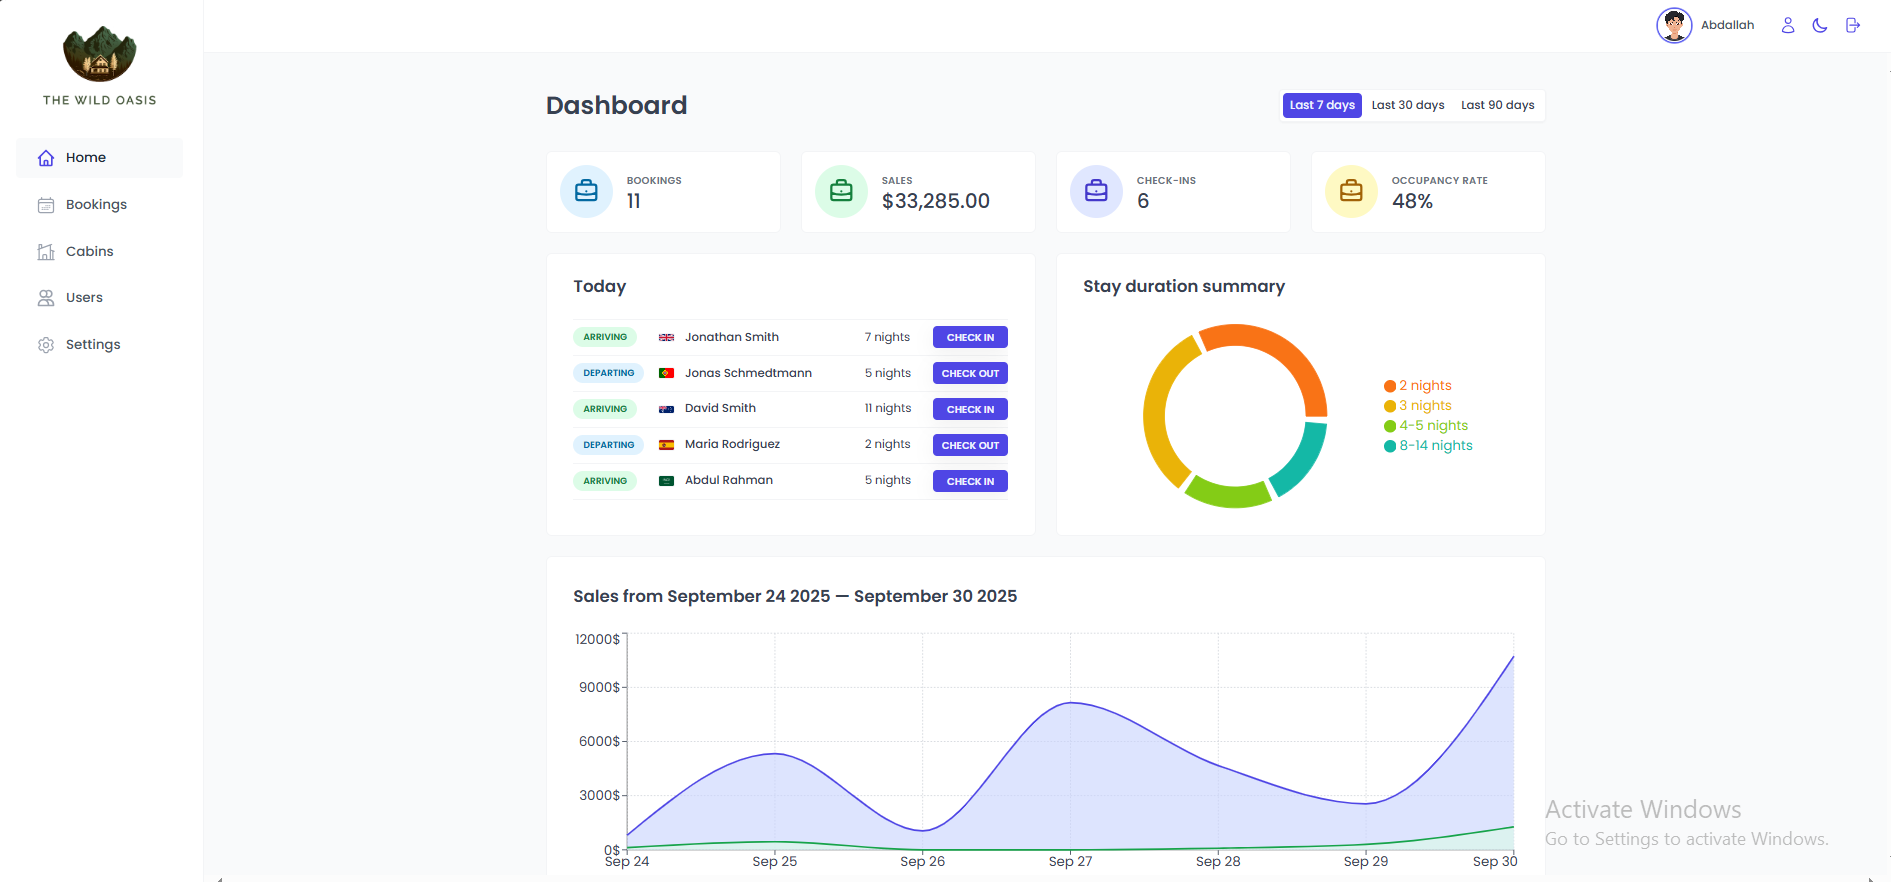 THE WILD OASIS
Home
Bookings
Cabins
Users
Settings
Abdallah
Dashboard
Last 7 days Last 30 days Last 90 days
BOOKINGS
11
SALES
$33,285.00
CHECK-INS
6
OCCUPANCY RATE
48%
Today
ARRIVING Jonathan Smith 7 nights CHECK IN
DEPARTING Jonas Schmedtmann 5 nights CHECK OUT
ARRIVING David Smith 11 nights CHECK IN
DEPARTING Maria Rodriguez 2 nights CHECK OUT
ARRIVING Abdul Rahman 5 nights CHECK IN
Stay duration summary
2 nights
3 nights
4-5 nights
8-14 nights
Sales from September 24 2025 — September 30 2025
12000$
9000$
6000$
3000$
0$
Sep 24 Sep 25 Sep 26 Sep 27 Sep 28 Sep 29 Sep 30
Activate Windows
Go to Settings to activate Windows.